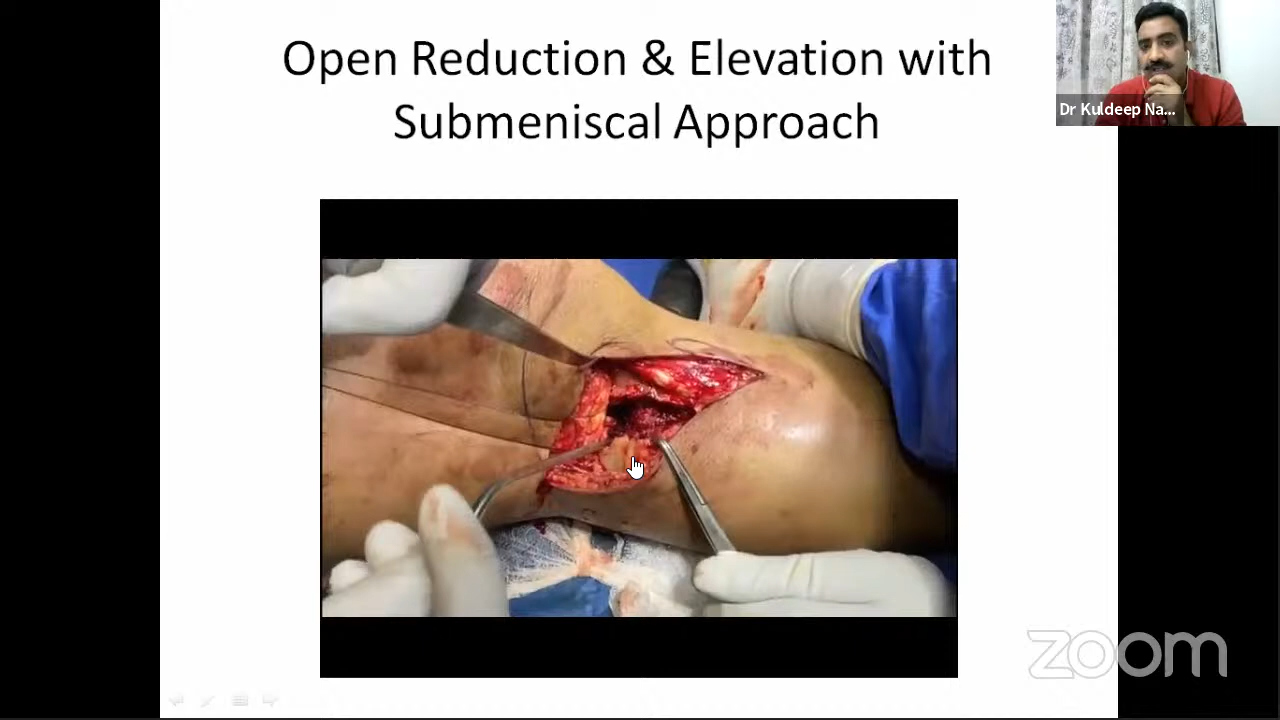 Open Reduction & Elevation with
Submeniscal Approach
Dr Kuldeep Na...
zoom